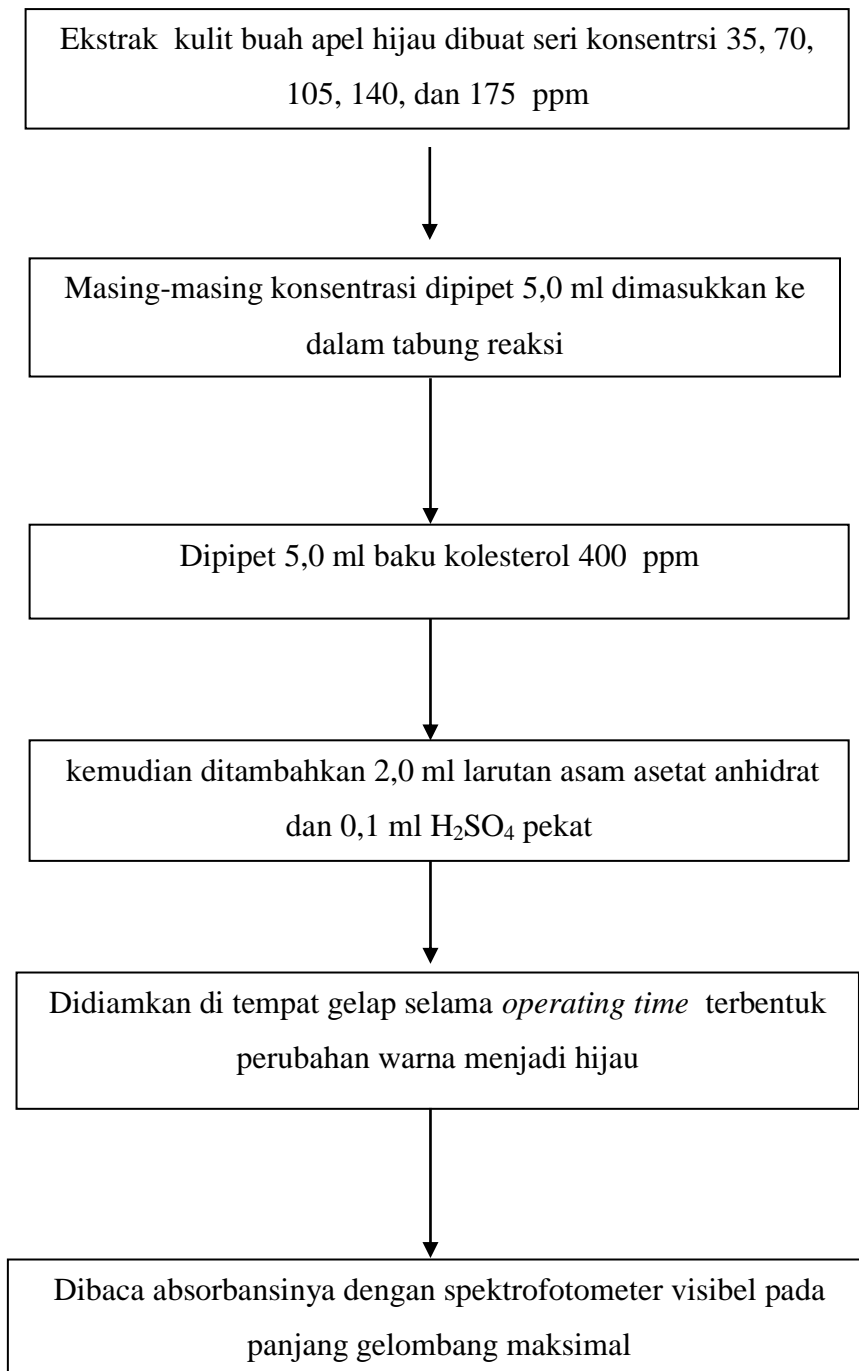 Ekstrak kulit buah apel hijau dibuat seri konsentrsi 35, 70,
105, 140, dan 175 ppm
Masing-masing konsentrasi dipipet 5,0 ml dimasukkan ke
dalam tabung reaksi
Dipipet 5,0 ml baku kolesterol 400 ppm
kemudian ditambahkan 2,0 ml larutan asam asetat anhidrat
dan 0,1 ml H₂SO₄ pekat
Didiamkan di tempat gelap selama operating time terbentuk
perubahan warna menjadi hijau
Dibaca absorbansinya dengan spektrofotometer visibel pada
panjang gelombang maksimal